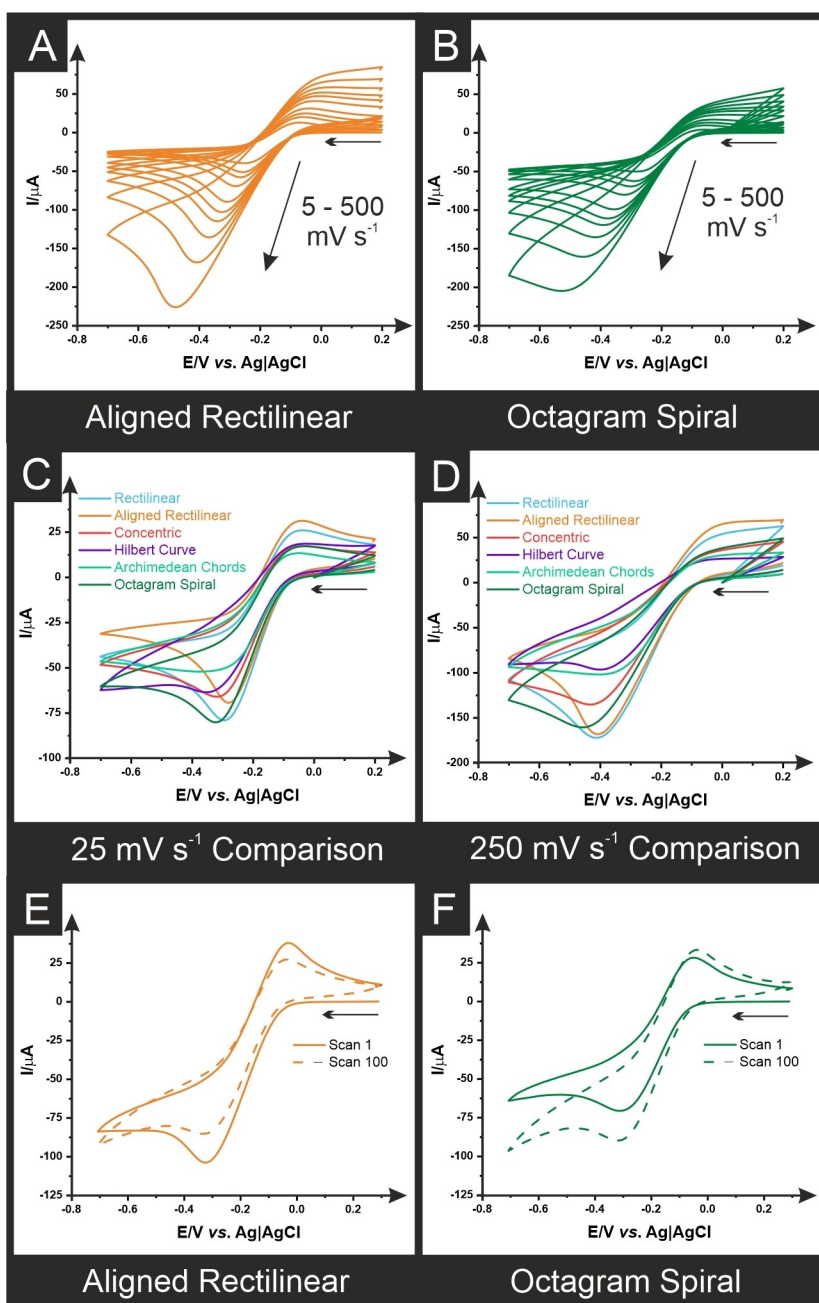 A
I/µA
50
0
-50
-100
-150
-200
-250
5 - 500
mV s⁻¹
-0.8 -0.6 -0.4 -0.2 0.0 0.2
E/V vs. Ag|AgCl
Aligned Rectilinear
B
I/µA
50
0
-50
-100
-150
-200
-250
5 - 500
mV s⁻¹
-0.8 -0.6 -0.4 -0.2 0.0 0.2
E/V vs. Ag|AgCl
Octagram Spiral
C
I/µA
25
0
-25
-50
-75
-100
Rectilinear
Aligned Rectilinear
Concentric
Hilbert Curve
Archimedean Chords
Octagram Spiral
-0.8 -0.6 -0.4 -0.2 0.0 0.2
E/V vs. Ag|AgCl
25 mV s⁻¹ Comparison
D
I/µA
100
50
0
-50
-100
-150
-200
Rectilinear
Aligned Rectilinear
Concentric
Hilbert Curve
Archimedean Chords
Octagram Spiral
-0.8 -0.6 -0.4 -0.2 0.0 0.2
E/V vs. Ag|AgCl
250 mV s⁻¹ Comparison
E
I/µA
25
0
-25
-50
-75
-100
-125
Scan 1
Scan 100
-0.8 -0.6 -0.4 -0.2 0.0 0.2
E/V vs. Ag|AgCl
Aligned Rectilinear
F
I/µA
25
0
-25
-50
-75
-100
-125
Scan 1
Scan 100
-0.8 -0.6 -0.4 -0.2 0.0 0.2
E/V vs. Ag|AgCl
Octagram Spiral